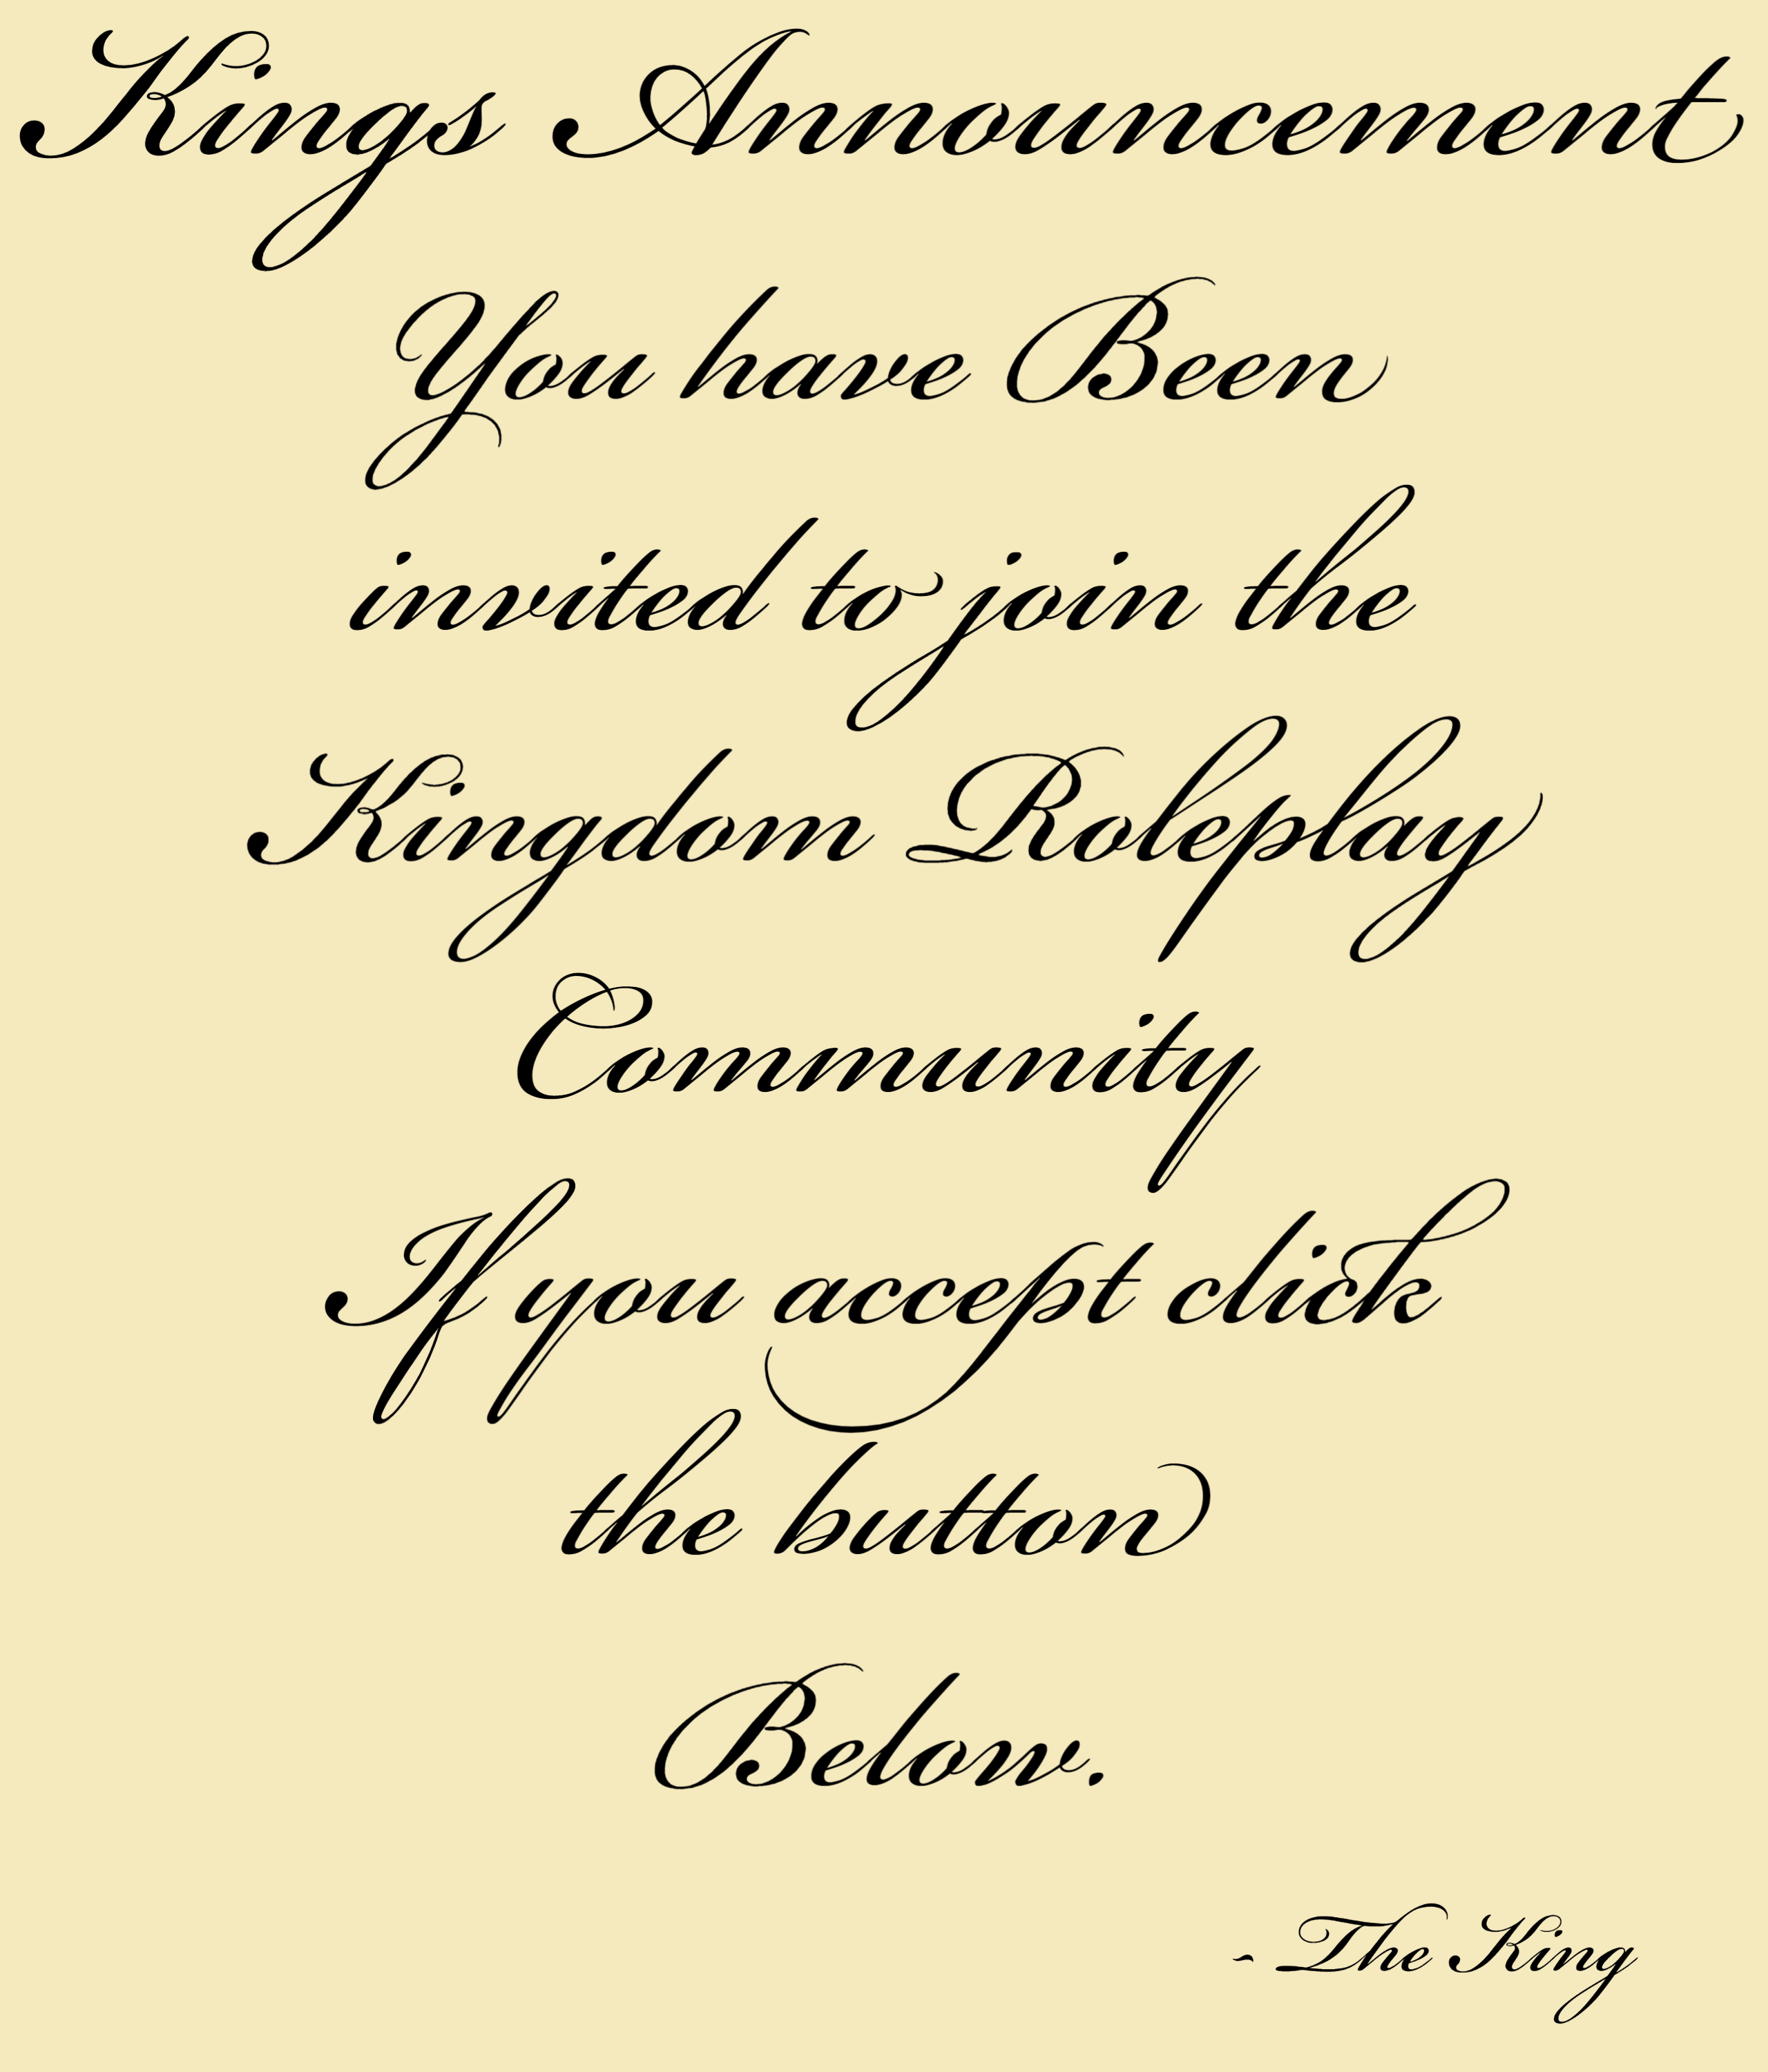 Kings Announcement
You have Been
invited to join the
Kingdom Roleplay
Community
If you accept click
the button
Below.
- The King